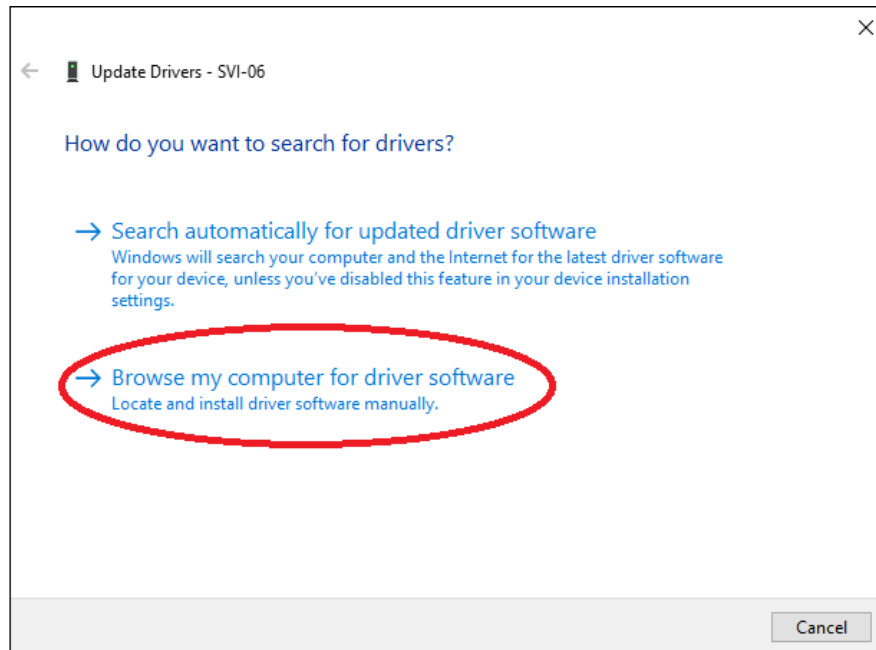 Update Drivers - SVI-06
How do you want to search for drivers?
Search automatically for updated driver software
Windows will search your computer and the Internet for the latest driver software
for your device, unless you've disabled this feature in your device installation
settings.
Browse my computer for driver software
Locate and install driver software manually.
Cancel